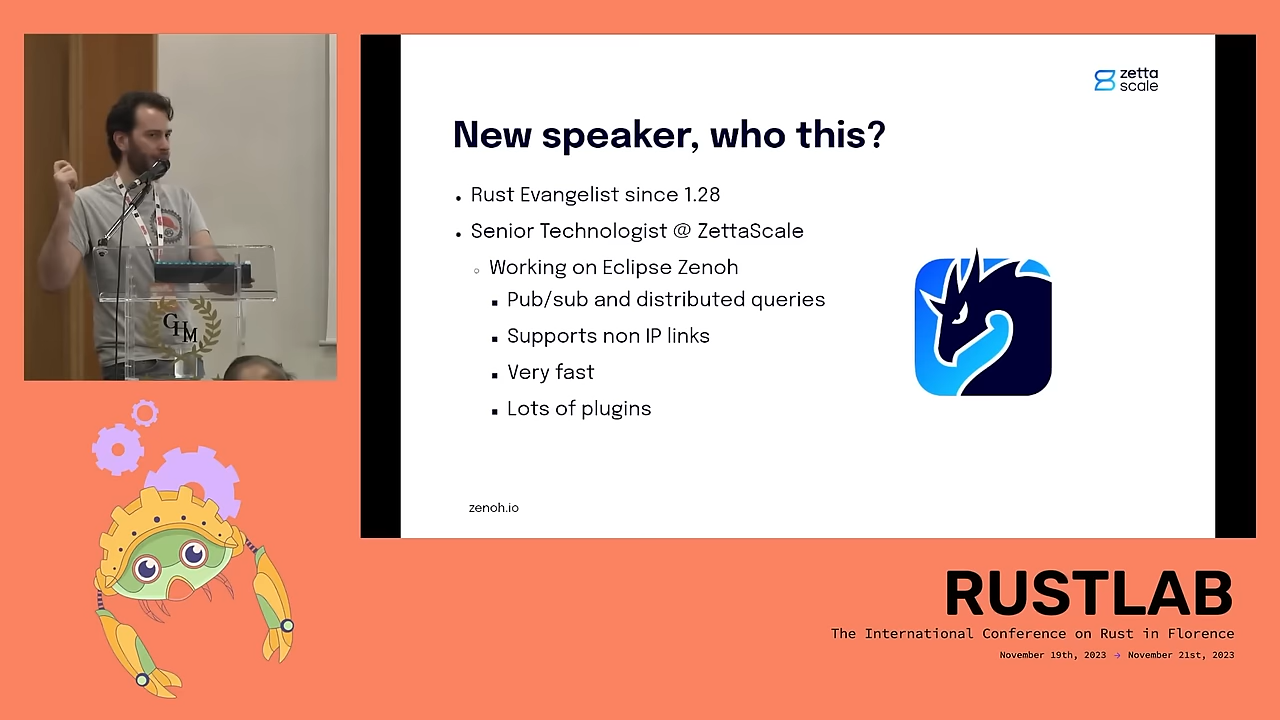 zetta
scale
New speaker, who this?
Rust Evangelist since 1.28
Senior Technologist @ ZettaScale
Working on Eclipse Zenoh
Pub/sub and distributed queries
Supports non IP links
Very fast
Lots of plugins
zenoh.io
GHM
RUSTLAB
The International Conference on Rust in Florence
November 19th, 2023 → November 21st, 2023